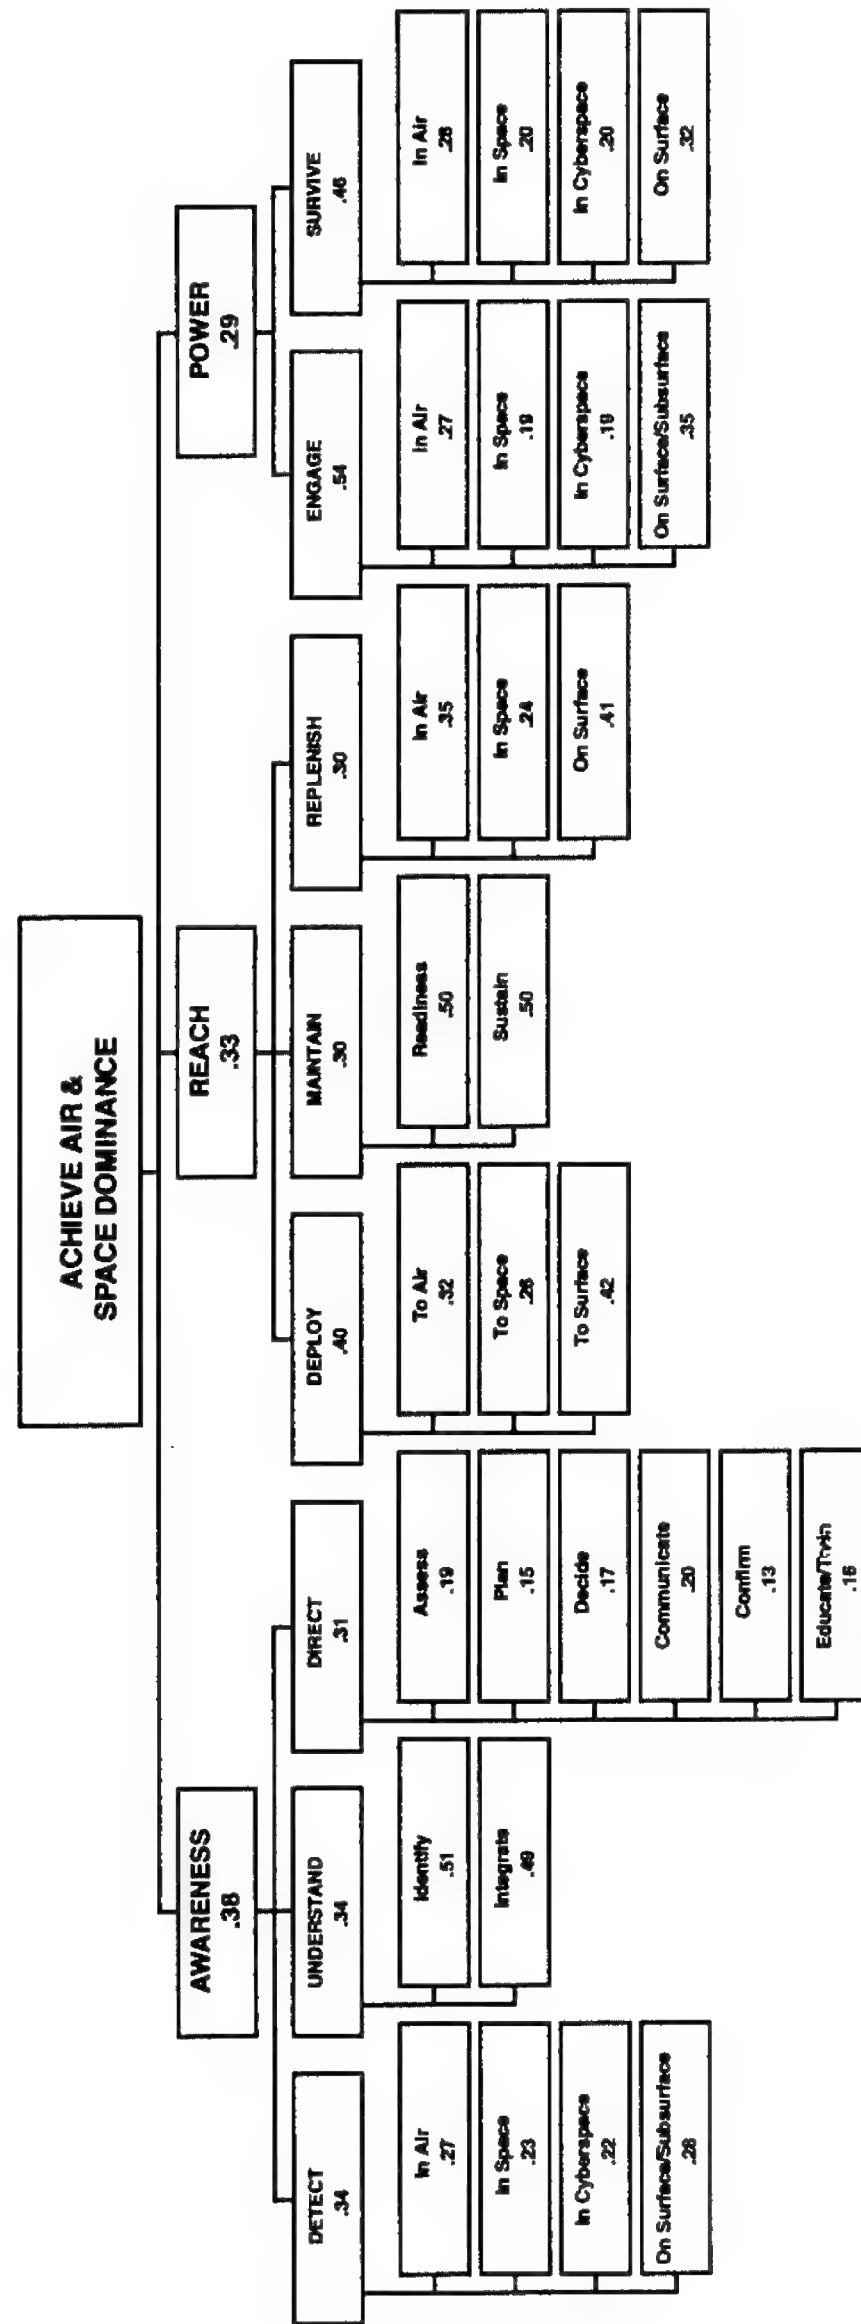 ACHIEVE AIR &
SPACE DOMINANCE
AWARENESS
.38
REACH
.33
POWER
.29
DETECT
.34
UNDERSTAND
.34
DIRECT
.31
DEPLOY
.40
MAINTAIN
.30
REPLENISH
.30
ENGAGE
.54
SURVIVE
.46
In Air
.27
In Space
.23
In Cyberspace
.22
On Surface/Subsurface
.28
Identify
.51
Integrate
.49
Assess
.19
Plan
.15
Decide
.17
Communicate
.20
Confirm
.13
Educate/Train
.16
To Air
.32
To Space
.26
To Surface
.42
Readiness
.50
Sustain
.50
In Air
.35
In Space
.24
On Surface
.41
In Air
.27
In Space
.19
In Cyberspace
.19
On Surface/Subsurface
.35
In Air
.28
In Space
.20
In Cyberspace
.20
On Surface
.32